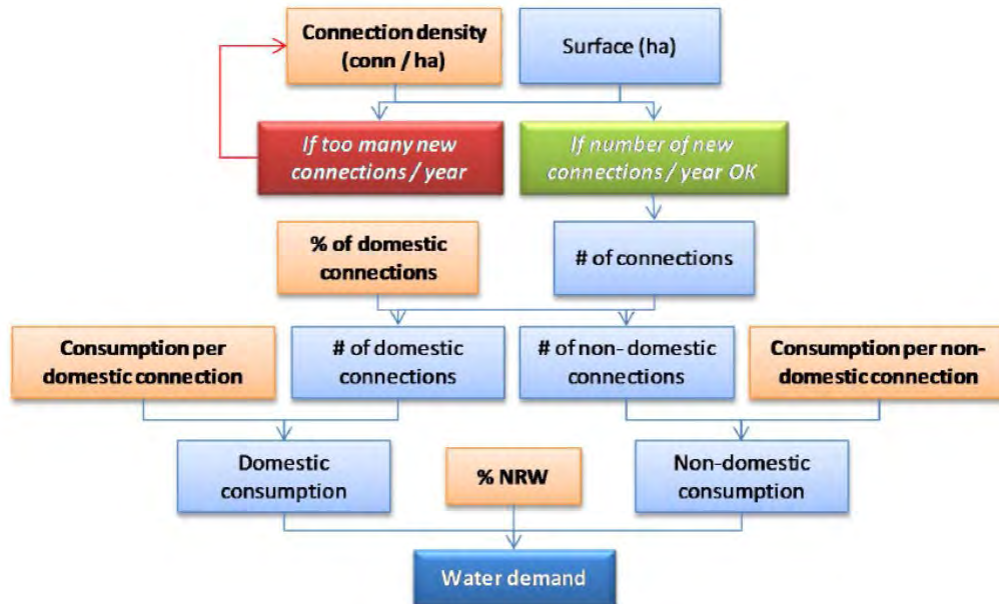 Connection density
(conn / ha)
Surface (ha)
If too many new
connections / year
If number of new
connections / year OK
% of domestic
connections
# of connections
Consumption per
domestic connection
# of domestic
connections
# of non- domestic
connections
Consumption per non-
domestic connection
Domestic
consumption
% NRW
Non-domestic
consumption
Water demand